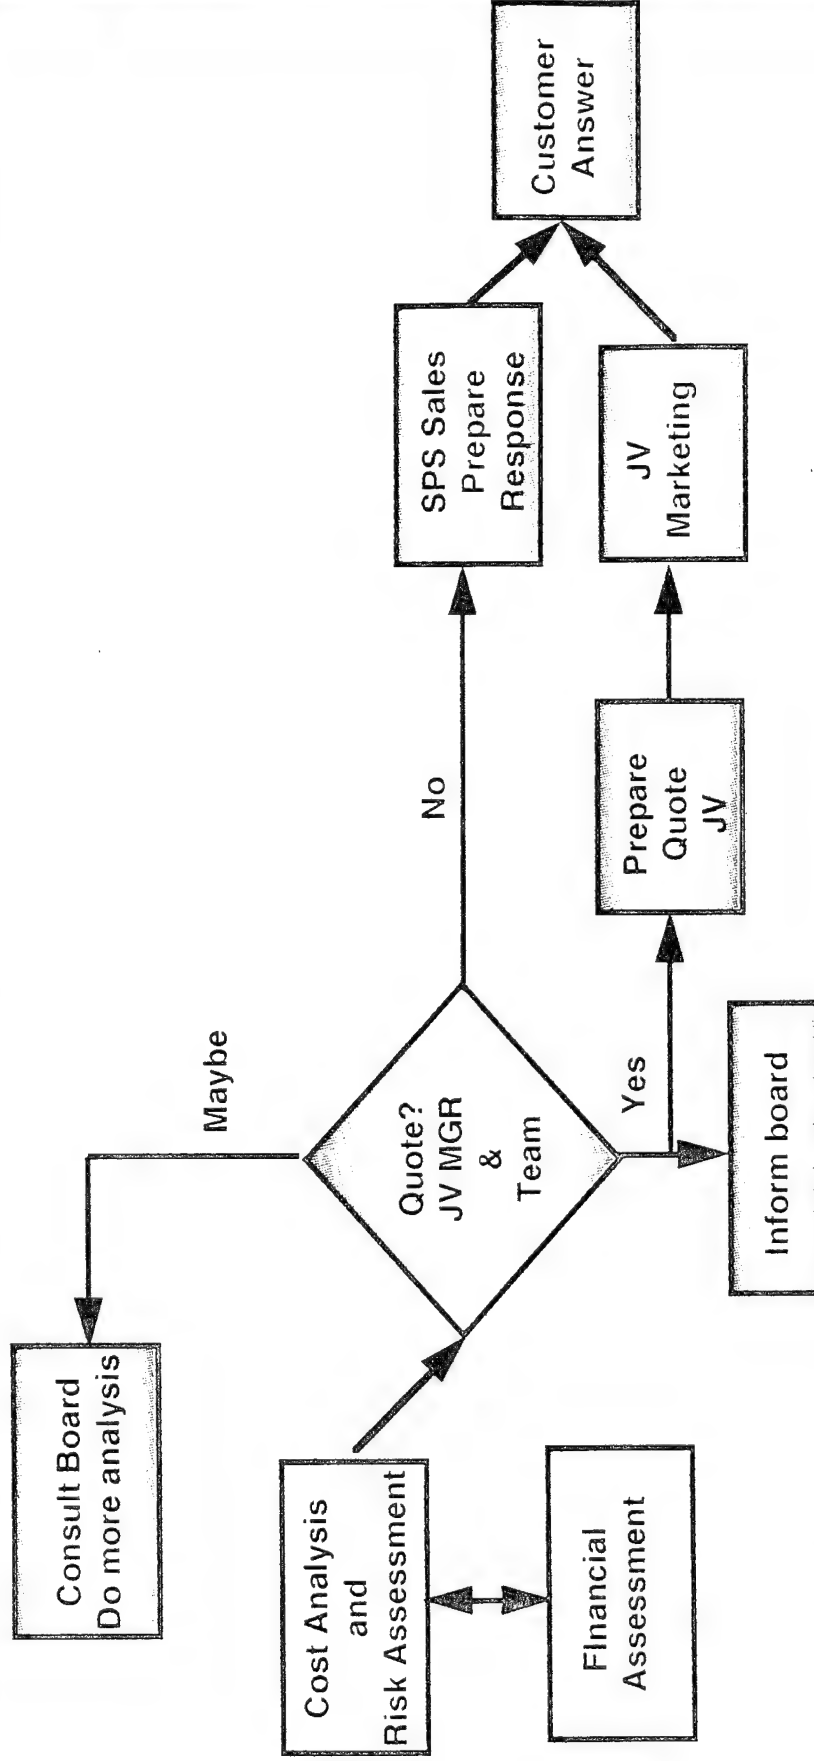 Consult Board
Do more analysis
Maybe
Cost Analysis
and
Risk Assessment
FInancial
Assessment
Quote?
JV MGR
&
Team
No
Yes
Inform board
Prepare
Quote
JV
SPS Sales
Prepare
Response
JV
Marketing
Customer
Answer